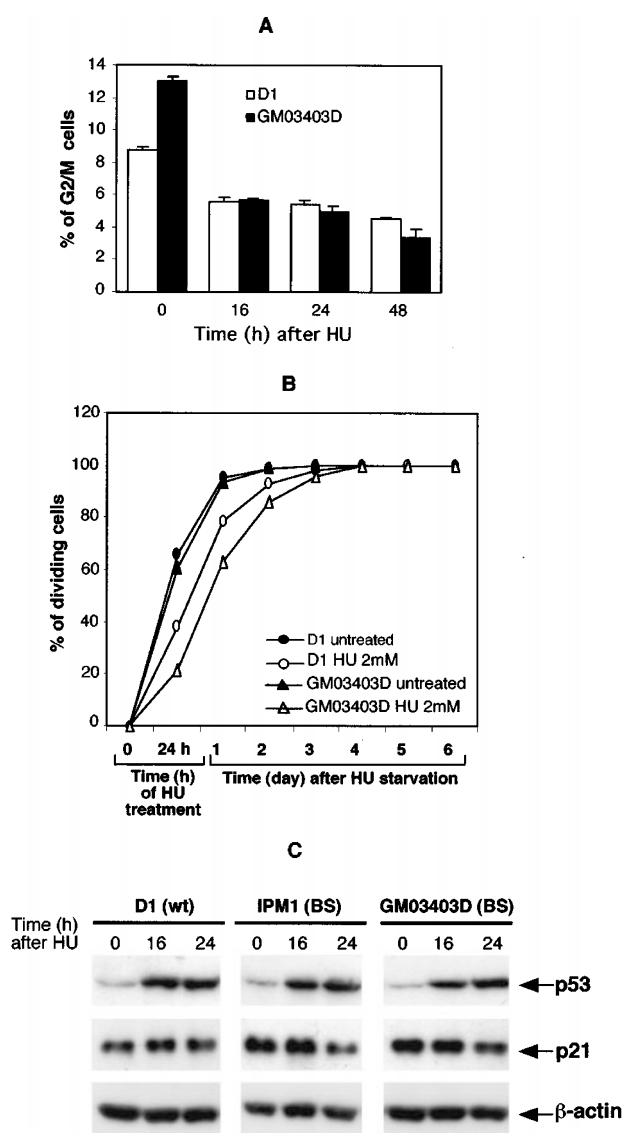 A
14
12
10
8
6
4
2
0
% of G2/M cells
D1
GM03403D
0 16 24 48
Time (h) after HU
B
120
100
80
60
40
20
0
% of dividing cells
D1 untreated
D1 HU 2mM
GM03403D untreated
GM03403D HU 2mM
0 24 h 1 2 3 4 5 6
Time (h) of HU treatment
Time (day) after HU starvation
C
D1 (wt) IPM1 (BS) GM03403D (BS)
Time (h) after HU
0 16 24 0 16 24 0 16 24
p53
p21
β-actin